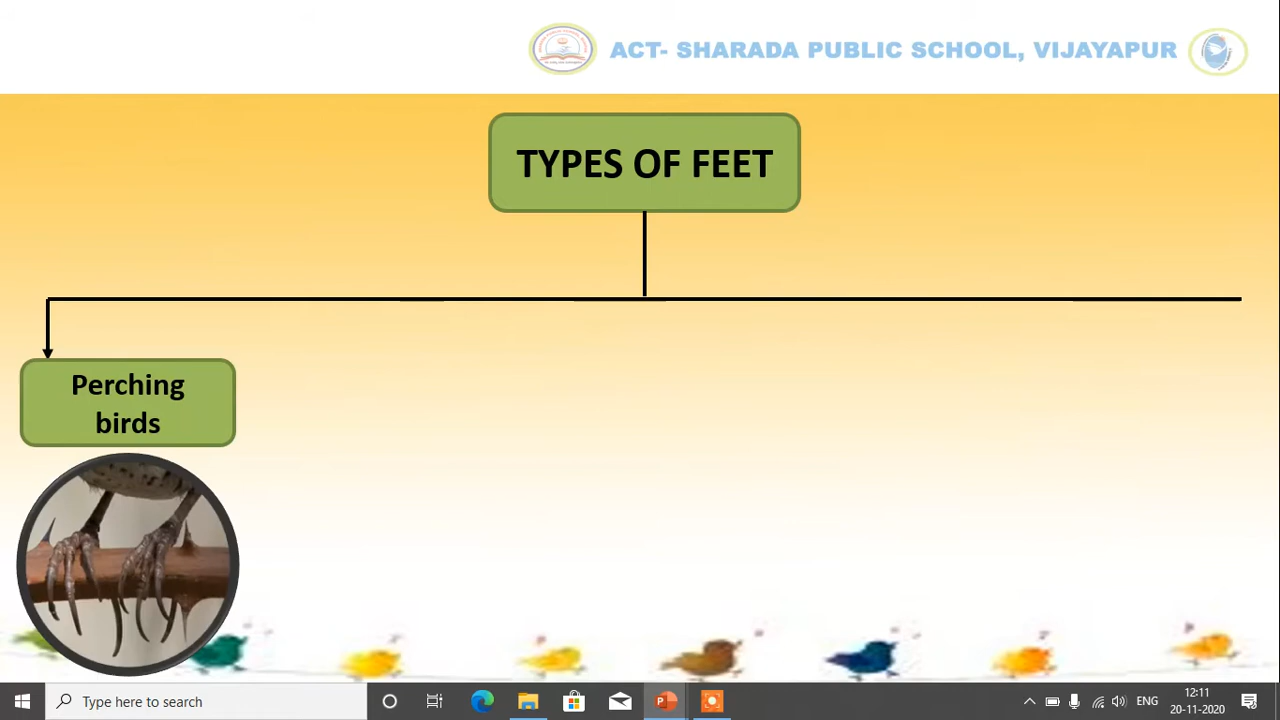 ACT- SHARADA PUBLIC SCHOOL, VIJAYAPUR
TYPES OF FEET
Perching
birds
Type here to search
ENG
12:11
20-11-2020